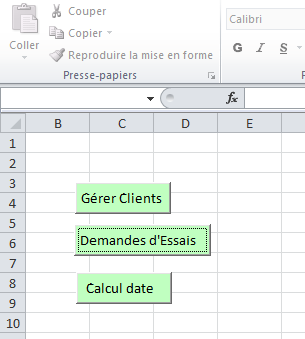 Couper
Calibri
Copier
Coller
Reproduire la mise en forme
G I S
Presse-papiers
fx
B C D E
1
2
3
Gérer Clients
4
5
Demandes d'Essais
6
7
8
Calcul date
9
10